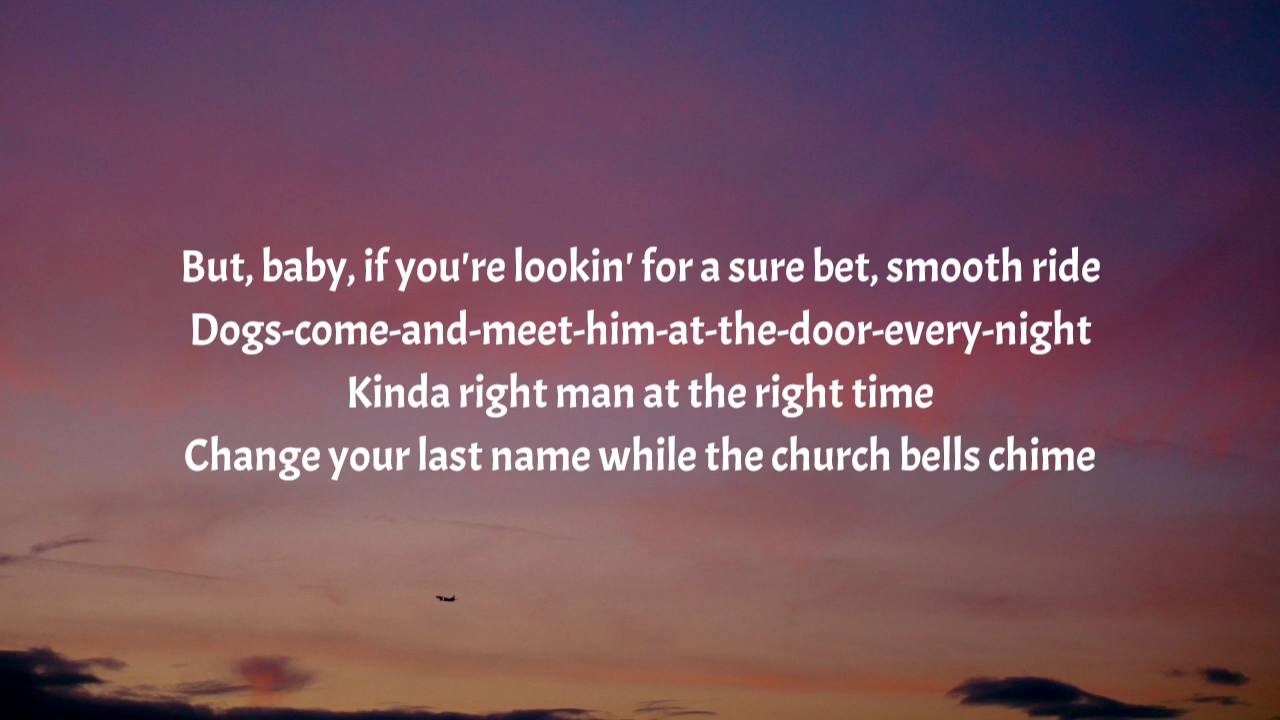 But, baby, if you're lookin' for a sure bet, smooth ride
Dogs-come-and-meet-him-at-the-door-every-night
Kinda right man at the right time
Change your last name while the church bells chime